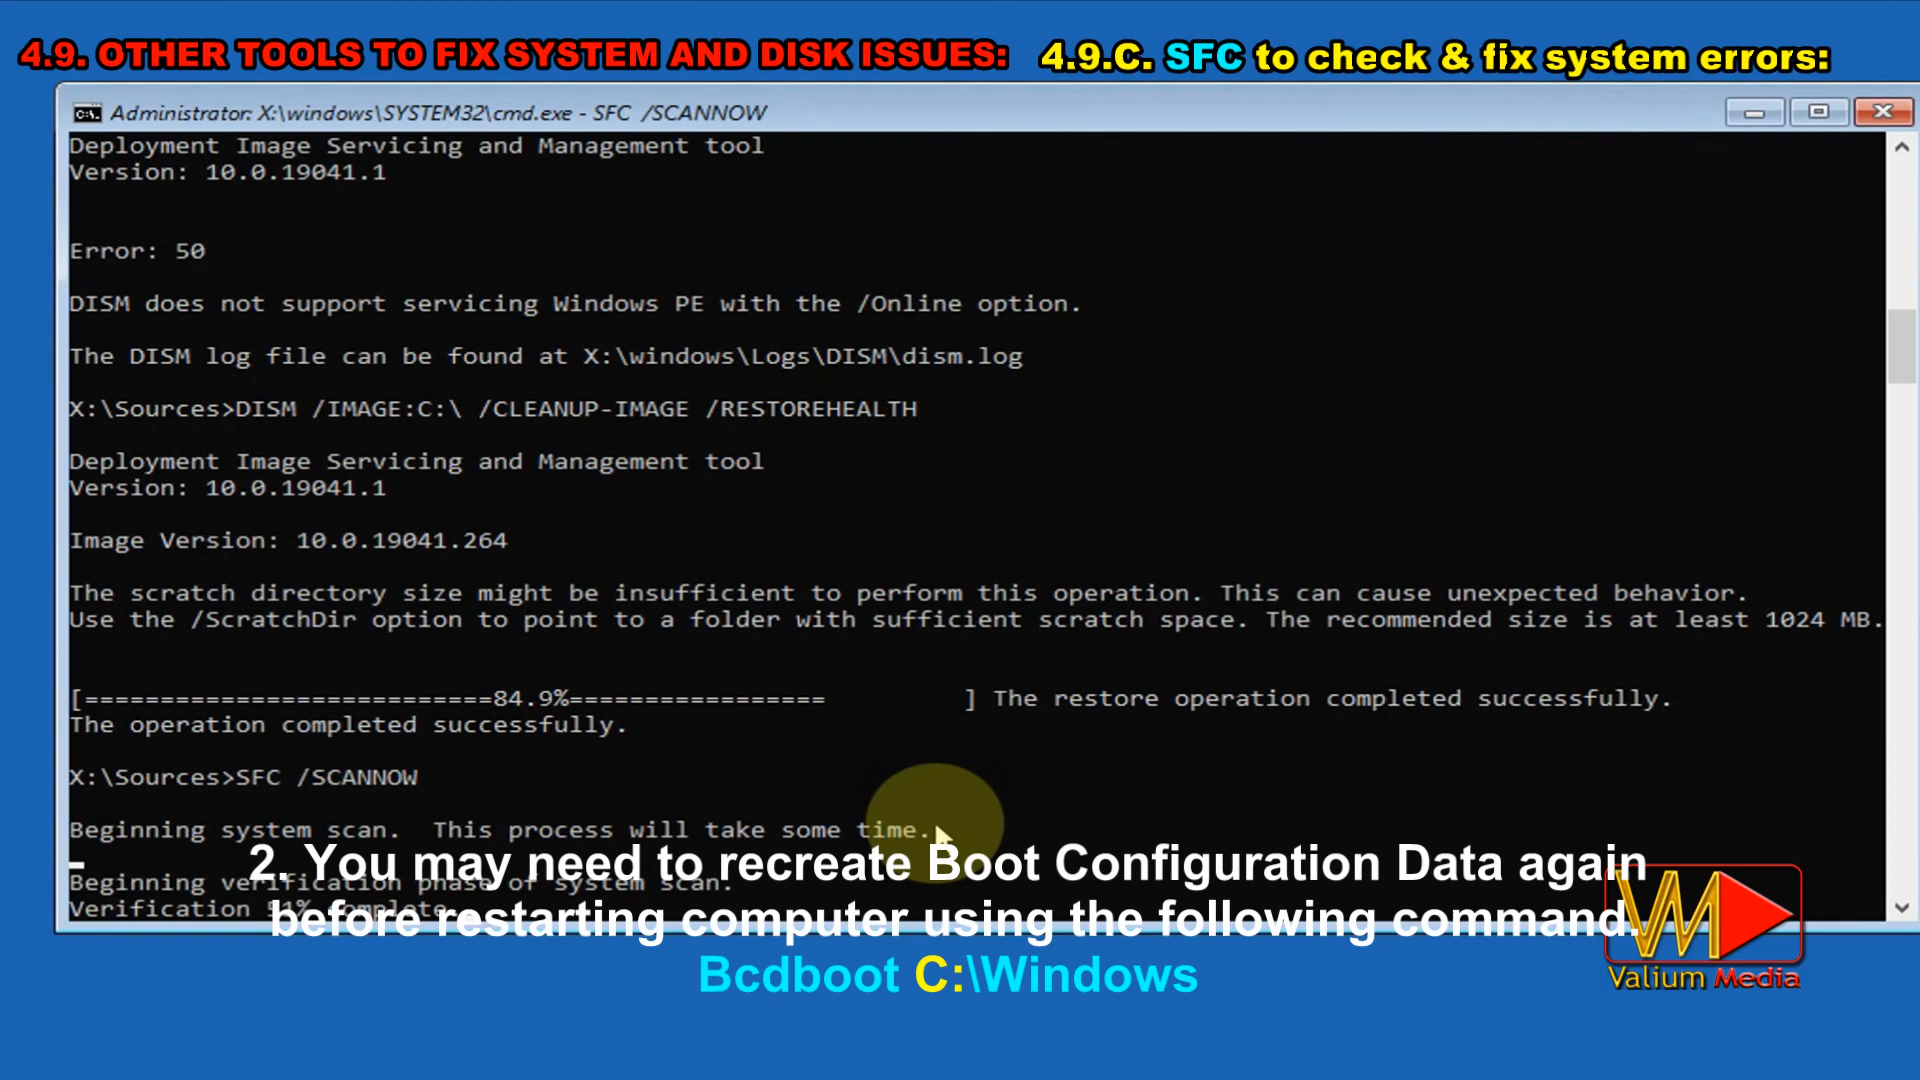 4.9. OTHER TOOLS TO FIX SYSTEM AND DISK ISSUES: 4.9.C. SFC to check & fix system errors:
Administrator: X:\windows\SYSTEM32\cmd.exe - SFC /SCANNOW
Deployment Image Servicing and Management tool
Version: 10.0.19041.1
Error: 50
DISM does not support servicing Windows PE with the /Online option.
The DISM log file can be found at X:\windows\Logs\DISM\dism.log
X:\Sources>DISM /IMAGE:C:\ /CLEANUP-IMAGE /RESTOREHEALTH
Deployment Image Servicing and Management tool
Version: 10.0.19041.1
Image Version: 10.0.19041.264
The scratch directory size might be insufficient to perform this operation. This can cause unexpected behavior.
Use the /ScratchDir option to point to a folder with sufficient scratch space. The recommended size is at least 1024 MB.
[===========================84.9%================= ] The restore operation completed successfully.
The operation completed successfully.
X:\Sources>SFC /SCANNOW
Beginning system scan. This process will take some time.
2. You may need to recreate Boot Configuration Data again
Beginning verification phase of system scan.
Verification complete
before restarting computer using the following command.
Bcdboot C:\Windows
VM
Valium Media